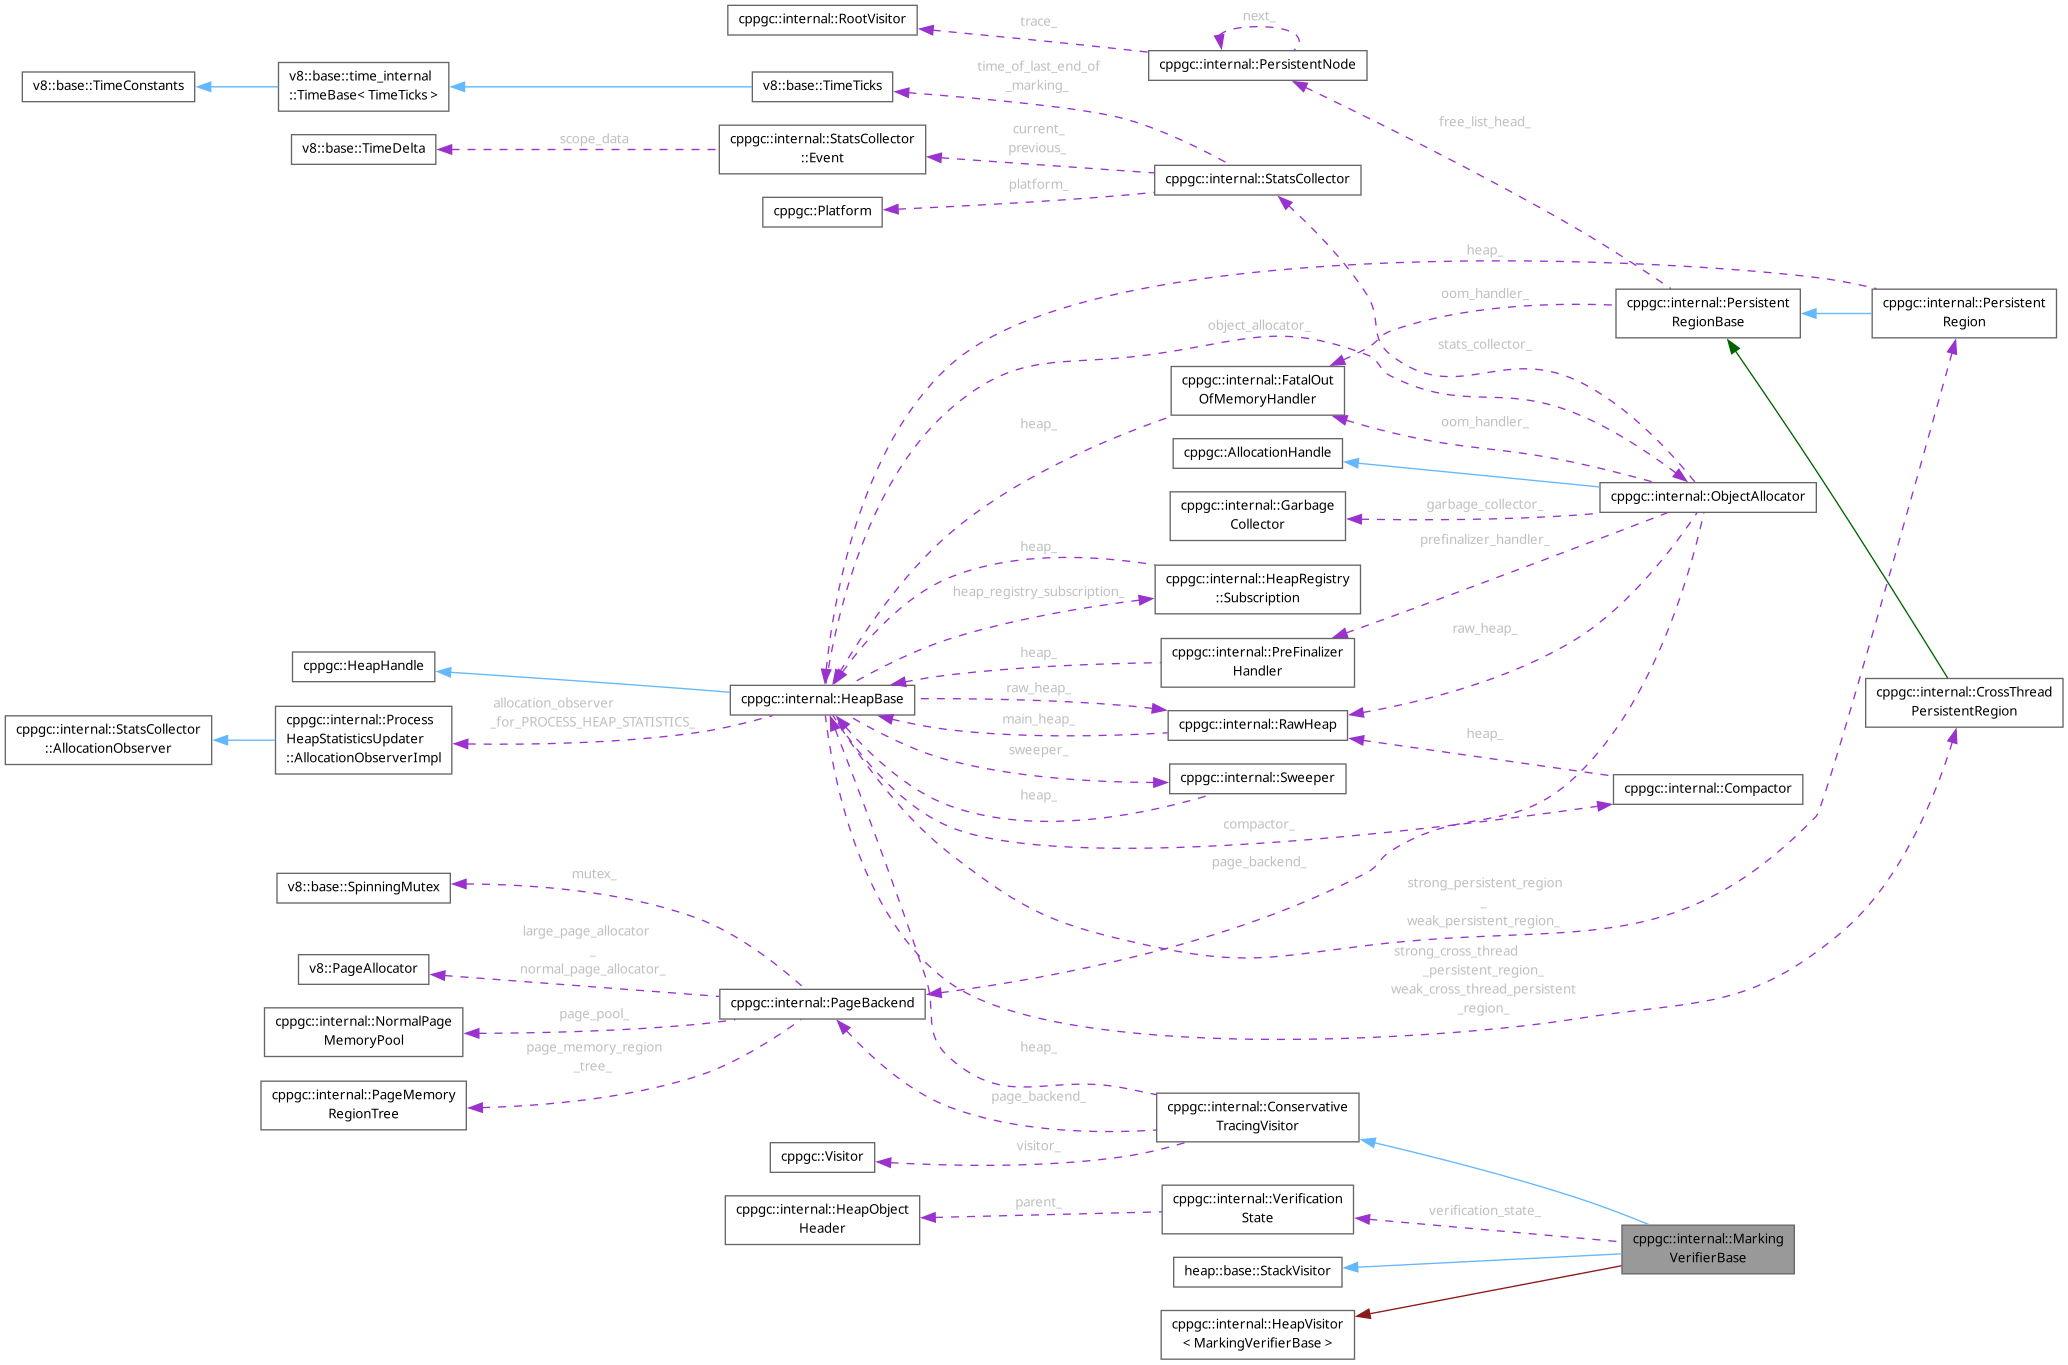 cppgc::internal::RootVisitor
trace_
next_
cppgc::internal::PersistentNode
v8::base::TimeConstants
v8::base::time_internal
::TimeBase< TimeTicks >
v8::base::TimeTicks
time_of_last_end_of
_marking_
free_list_head_
v8::base::TimeDelta
scope_data
cppgc::internal::StatsCollector
::Event
current_
previous_
cppgc::internal::StatsCollector
cppgc::Platform
platform_
heap_
cppgc::internal::Persistent
RegionBase
cppgc::internal::Persistent
Region
oom_handler_
object_allocator_
stats_collector_
cppgc::internal::FatalOut
OfMemoryHandler
heap_
oom_handler_
cppgc::AllocationHandle
cppgc::internal::ObjectAllocator
cppgc::internal::Garbage
Collector
garbage_collector_
prefinalizer_handler_
heap_
cppgc::internal::HeapRegistry
::Subscription
heap_registry_subscription_
raw_heap_
cppgc::HeapHandle
heap_
cppgc::internal::PreFinalizer
Handler
cppgc::internal::HeapBase
raw_heap_
cppgc::internal::CrossThread
PersistentRegion
allocation_observer
_for_PROCESS_HEAP_STATISTICS_
cppgc::internal::StatsCollector
::AllocationObserver
cppgc::internal::Process
HeapStatisticsUpdater
::AllocationObserverImpl
main_heap_
cppgc::internal::RawHeap
heap_
sweeper_
cppgc::internal::Sweeper
heap_
cppgc::internal::Compactor
compactor_
page_backend_
v8::base::SpinningMutex
mutex_
strong_persistent_region
_
weak_persistent_region_
large_page_allocator
_
normal_page_allocator_
v8::PageAllocator
strong_cross_thread
_persistent_region_
weak_cross_thread_persistent
_region_
cppgc::internal::PageBackend
cppgc::internal::NormalPage
MemoryPool
page_pool_
page_memory_region
_tree_
heap_
cppgc::internal::PageMemory
RegionTree
page_backend_
cppgc::internal::Conservative
TracingVisitor
cppgc::Visitor
visitor_
cppgc::internal::HeapObject
Header
parent_
cppgc::internal::Verification
State
verification_state_
cppgc::internal::Marking
VerifierBase
heap::base::StackVisitor
cppgc::internal::HeapVisitor
< MarkingVerifierBase >